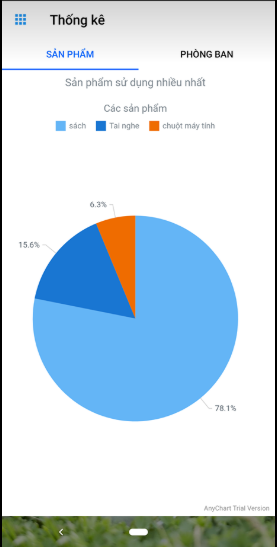 Thống kê
SẢN PHẨM PHÒNG BAN
Sản phẩm sử dụng nhiều nhất
Các sản phẩm
sách Tai nghe chuột máy tính
6.3%
15.6%
78.1%
AnyChart Trial Version